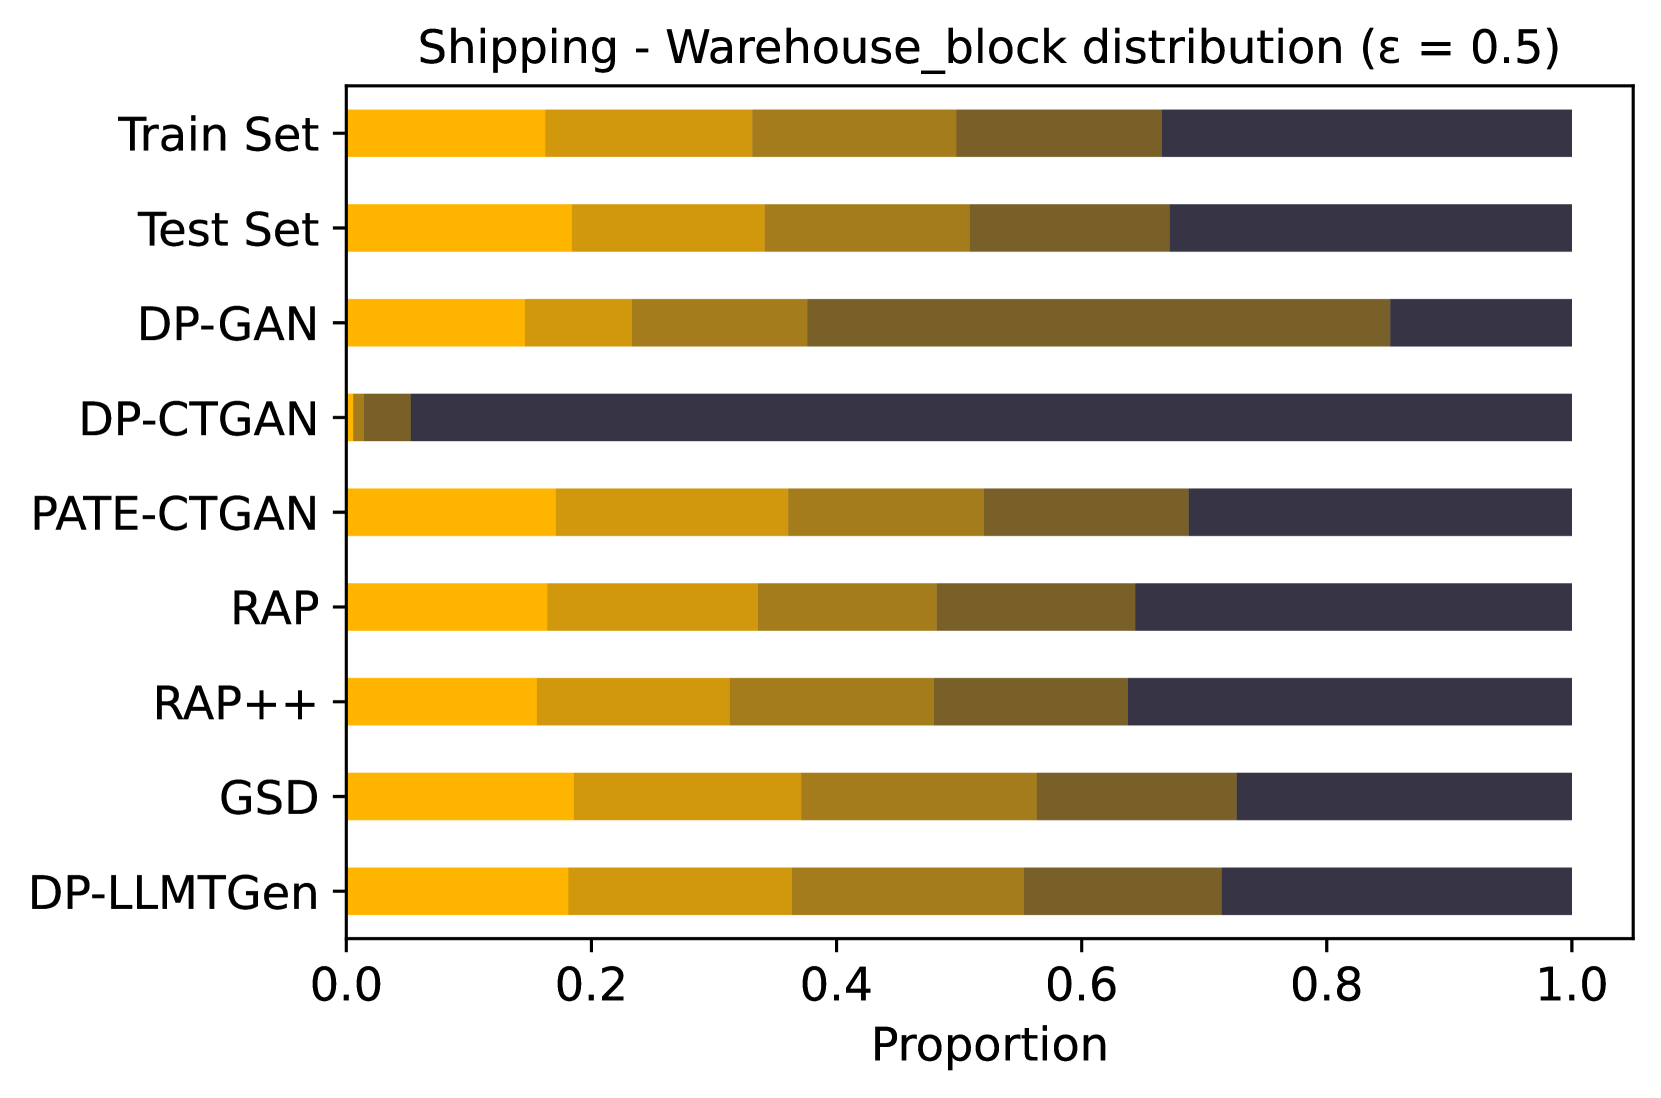 Shipping - Warehouse_block distribution (ε = 0.5)
Train Set
Test Set
DP-GAN
DP-CTGAN
PATE-CTGAN
RAP
RAP++
GSD
DP-LLMTGen
0.0 0.2 0.4 0.6 0.8 1.0
Proportion